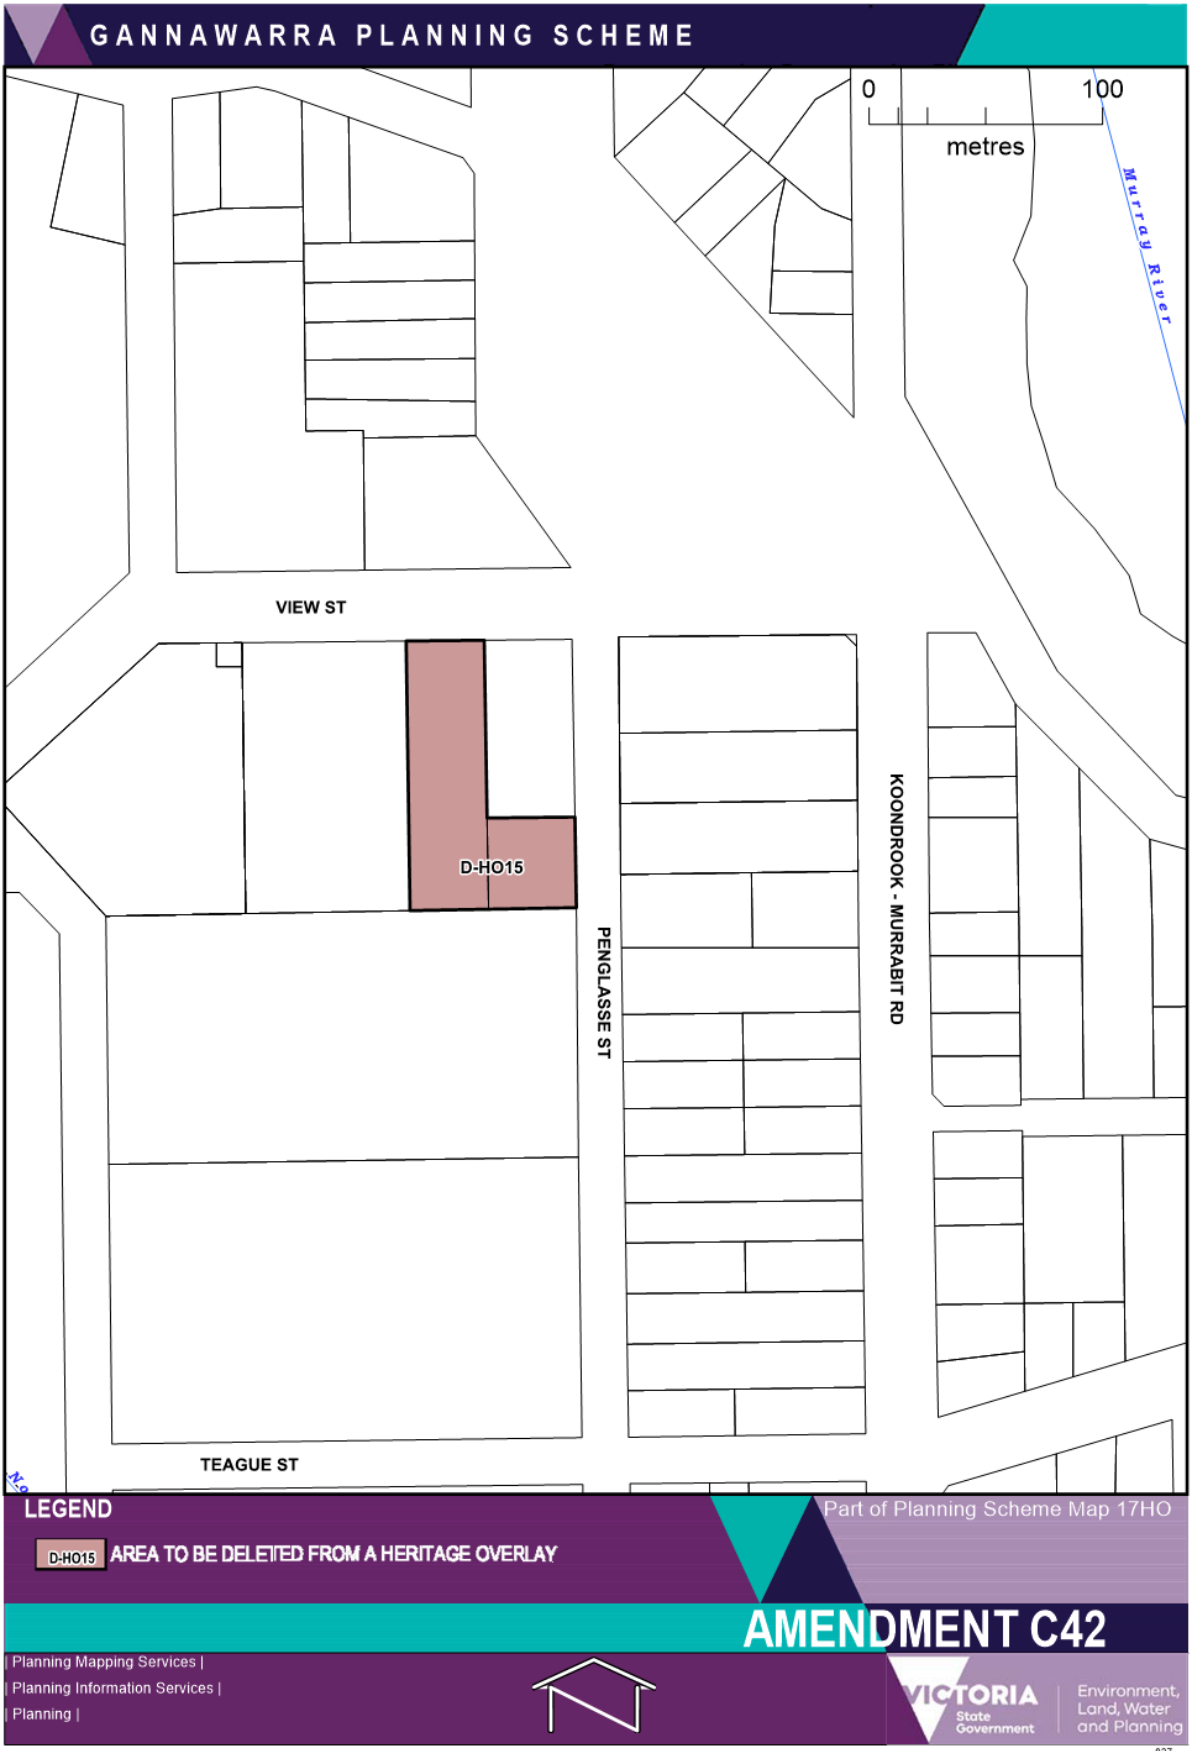 GANNAWARRA PLANNING SCHEME
0 100
metres
Murray River
VIEW ST
D-HO15
KOONDROOK - MURRABIT RD
PENGLASSE ST
TEAGUE ST
LEGEND
Part of Planning Scheme Map 17HO
D-HO15 AREA TO BE DELETED FROM A HERITAGE OVERLAY
AMENDMENT C42
| Planning Mapping Services |
| Planning Information Services |
| Planning |
VICTORIA
State
Government
Environment,
Land, Water
and Planning